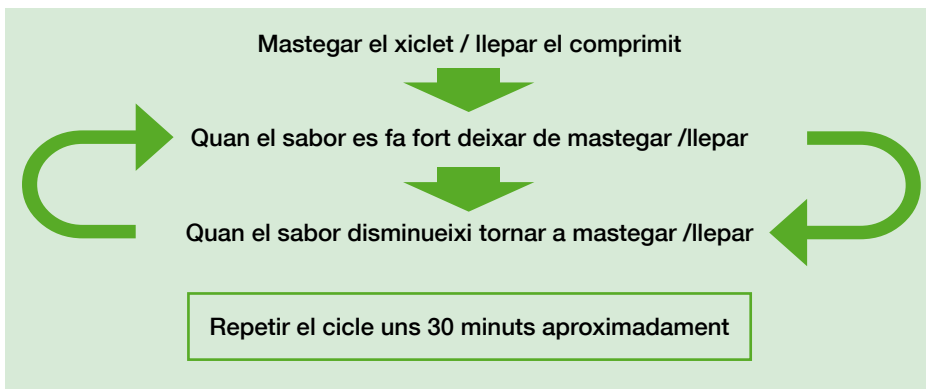 Mastegar el xiclet / llepar el comprimit
Quan el sabor es fa fort deixar de mastegar /llepar
Quan el sabor disminueixi tornar a mastegar /llepar
Repetir el cicle uns 30 minuts aproximadament